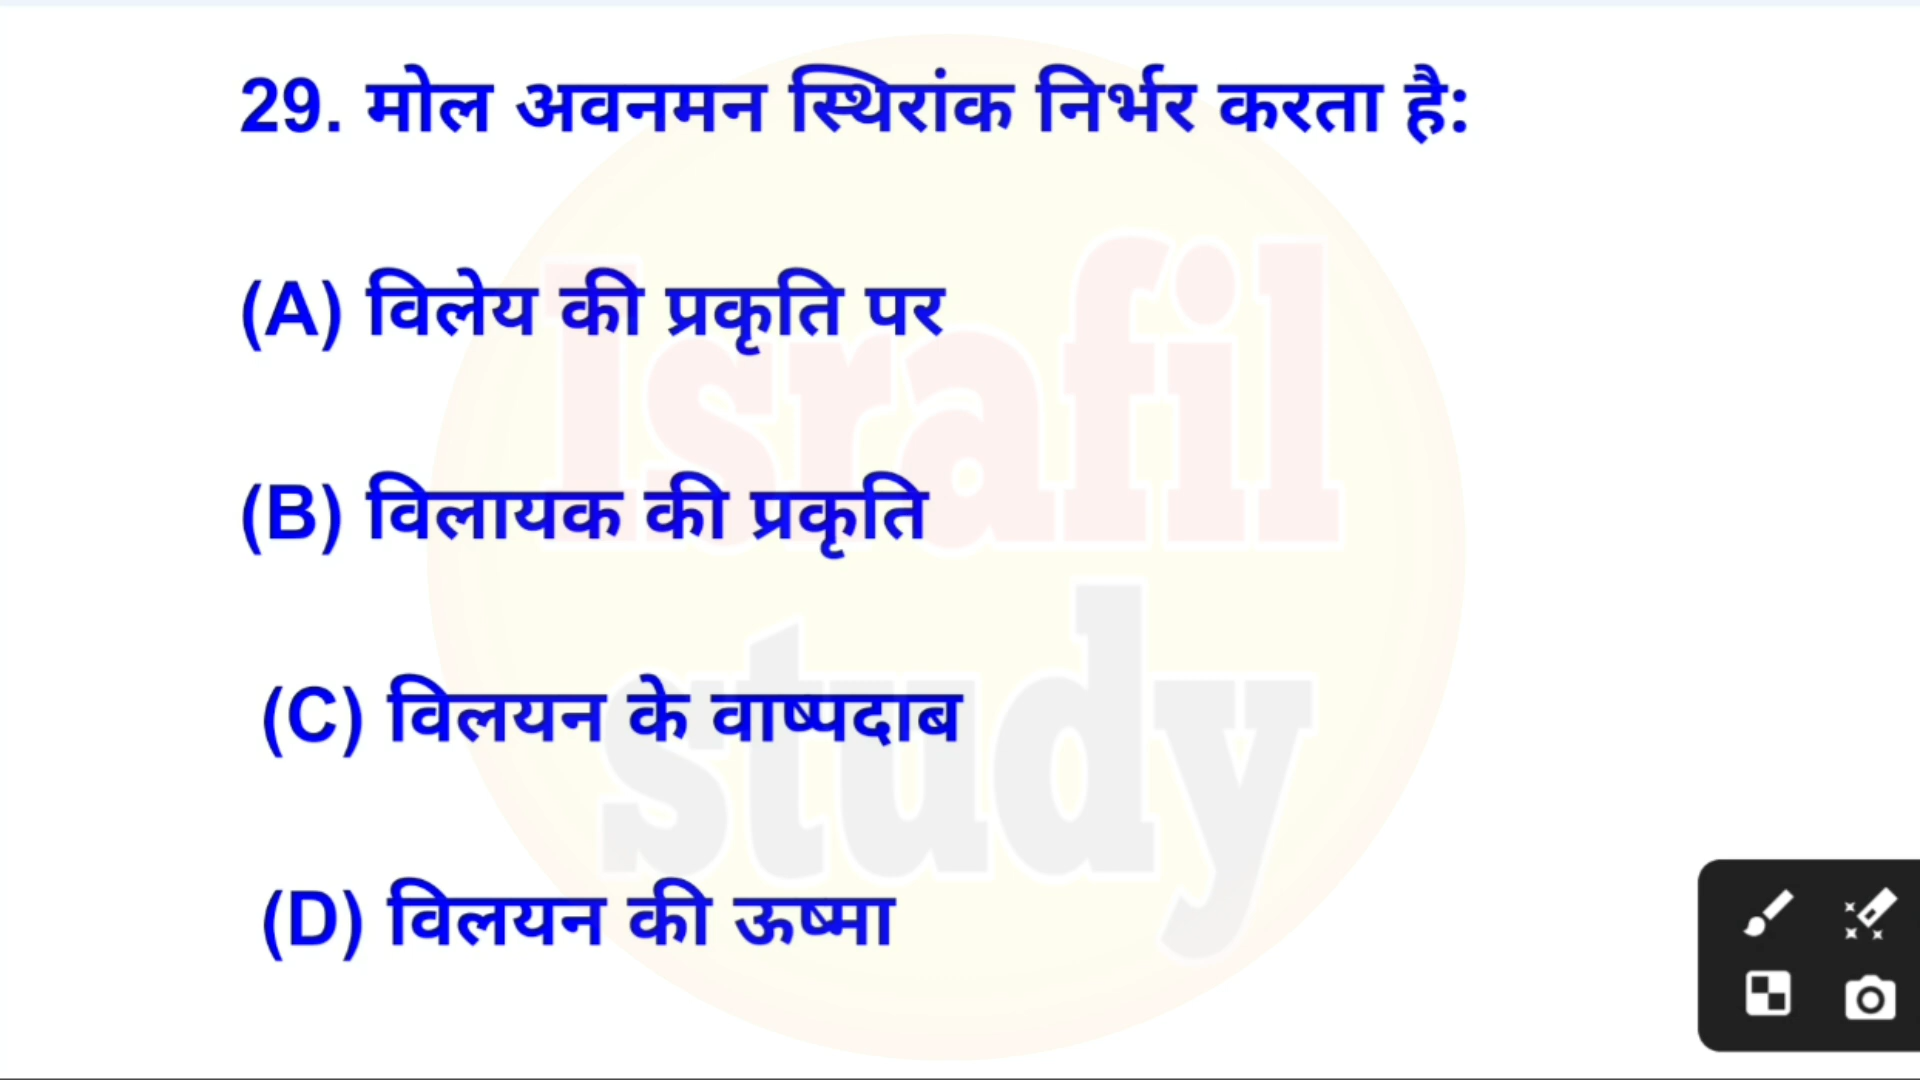 29. मोल अवनमन स्थिरांक निर्भर करता है:
(A) विलेय की प्रकृति पर
(B) विलायक की प्रकृति
(C) विलयन के वाष्पदाब
(D) विलयन की ऊष्मा
Israfil
study